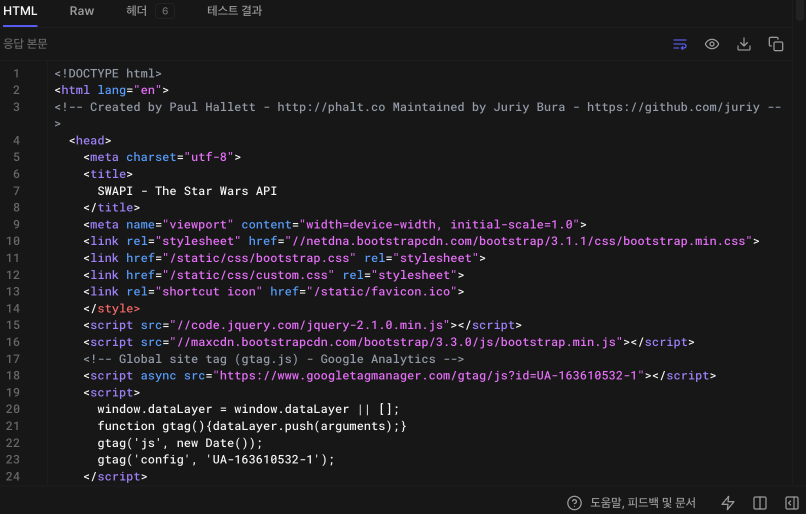 HTML Raw 헤더 6 테스트 결과
응답 본문
1 <!DOCTYPE html>
2 <html lang="en">
3 <!-- Created by Paul Hallett - http://phalt.co Maintained by Juriy Bura - https://github.com/juriy --
>
4 <head>
5 <meta charset="utf-8">
6 <title>
7 SWAPI - The Star Wars API
8 </title>
9 <meta name="viewport" content="width=device-width, initial-scale=1.0">
10 <link rel="stylesheet" href="//netdna.bootstrapcdn.com/bootstrap/3.1.1/css/bootstrap.min.css">
11 <link href="/static/css/bootstrap.css" rel="stylesheet">
12 <link href="/static/css/custom.css" rel="stylesheet">
13 <link rel="shortcut icon" href="/static/favicon.ico">
14 </style>
15 <script src="//code.jquery.com/jquery-2.1.0.min.js"></script>
16 <script src="//maxcdn.bootstrapcdn.com/bootstrap/3.3.0/js/bootstrap.min.js"></script>
17 <!-- Global site tag (gtag.js) - Google Analytics -->
18 <script async src="https://www.googletagmanager.com/gtag/js?id=UA-163610532-1"></script>
19 <script>
20 window.dataLayer = window.dataLayer || [];
21 function gtag(){dataLayer.push(arguments);}
22 gtag('js', new Date());
23 gtag('config', 'UA-163610532-1');
24 </script>
도움말, 피드백 및 문서